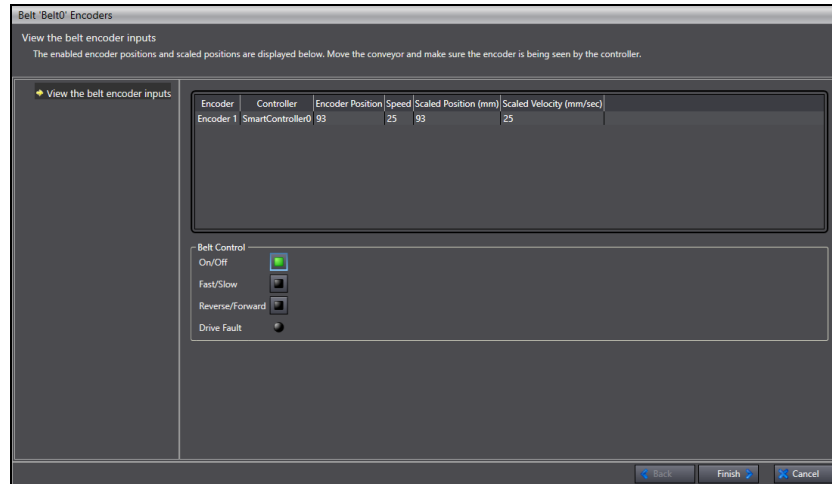 Belt 'Belt0' Encoders
View the belt encoder inputs
The enabled encoder positions and scaled positions are displayed below. Move the conveyor and make sure the encoder is being seen by the controller.
View the belt encoder inputs
Encoder Controller Encoder Position Speed Scaled Position (mm) Scaled Velocity (mm/sec)
Encoder 1 SmartController0 93 25 93 25
Belt Control
On/Off
Fast/Slow
Reverse/Forward
Drive Fault
Back Finish Cancel